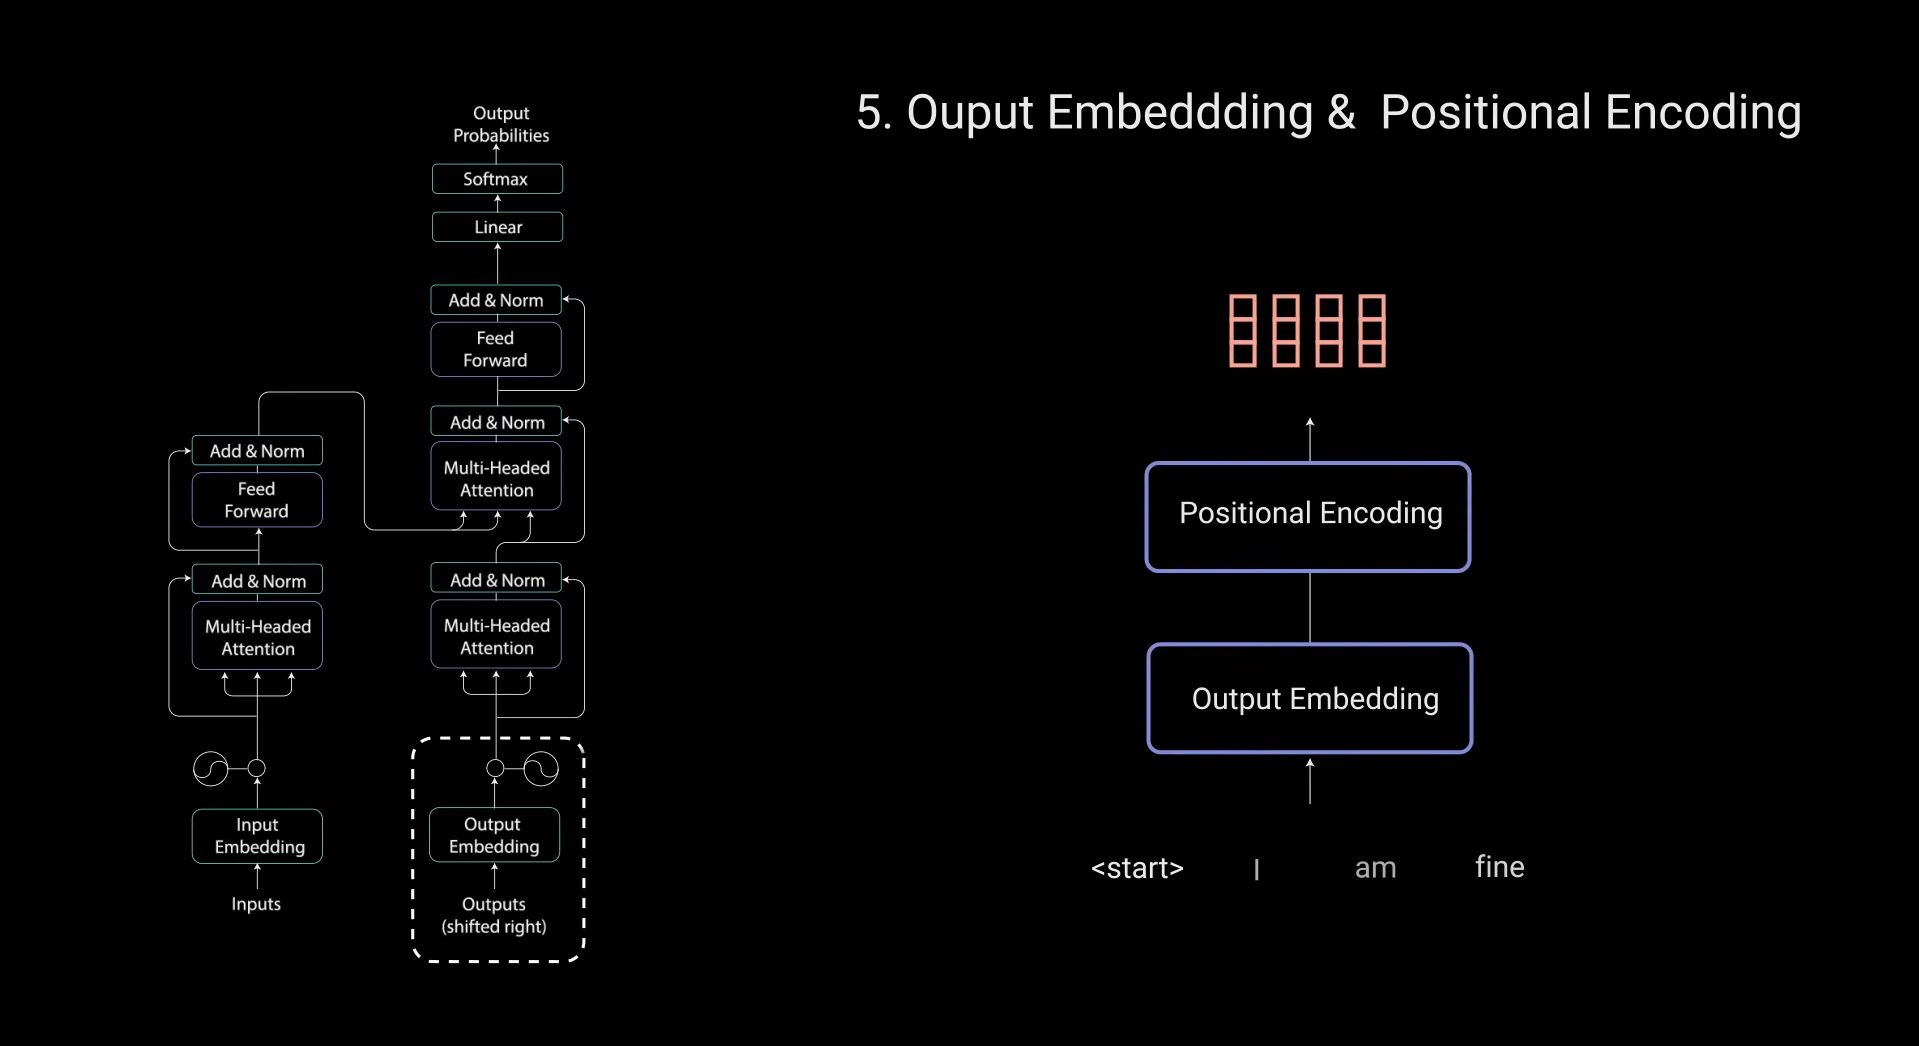 5. Ouput Embeddding & Positional Encoding
Output
Probabilities
Softmax
Linear
Add & Norm
Feed
Forward
Add & Norm
Multi-Headed
Attention
Add & Norm
Multi-Headed
Attention
Output
Embedding
Outputs
(shifted right)
Add & Norm
Feed
Forward
Add & Norm
Multi-Headed
Attention
Input
Embedding
Inputs
Positional Encoding
Output Embedding
<start> I am fine